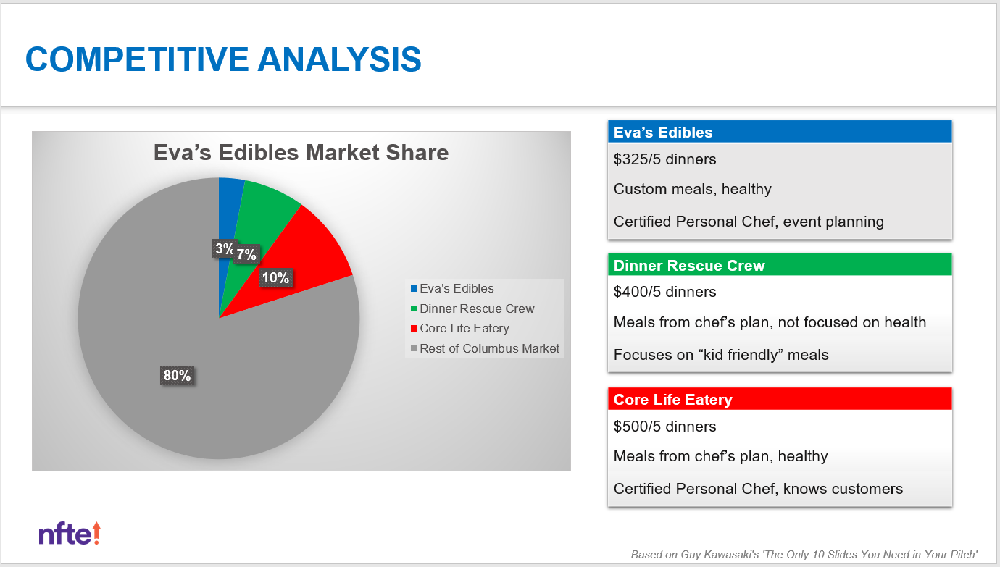 COMPETITIVE ANALYSIS
Eva’s Edibles Market Share
3%
7%
10%
80%
Eva's Edibles
Dinner Rescue Crew
Core Life Eatery
Rest of Columbus Market
Eva’s Edibles
$325/5 dinners
Custom meals, healthy
Certified Personal Chef, event planning
Dinner Rescue Crew
$400/5 dinners
Meals from chef’s plan, not focused on health
Focuses on “kid friendly” meals
Core Life Eatery
$500/5 dinners
Meals from chef’s plan, healthy
Certified Personal Chef, knows customers
nfte!
Based on Guy Kawasaki's 'The Only 10 Slides You Need in Your Pitch'.